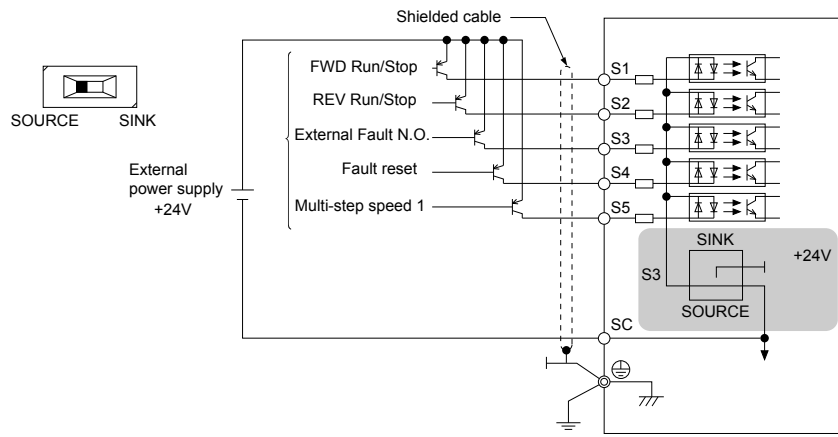 Shielded cable
FWD Run/Stop
REV Run/Stop
External Fault N.O.
Fault reset
Multi-step speed 1
SOURCE
SINK
External
power supply
+24V
S1
S2
S3
S4
S5
SINK
+24V
S3
SOURCE
SC